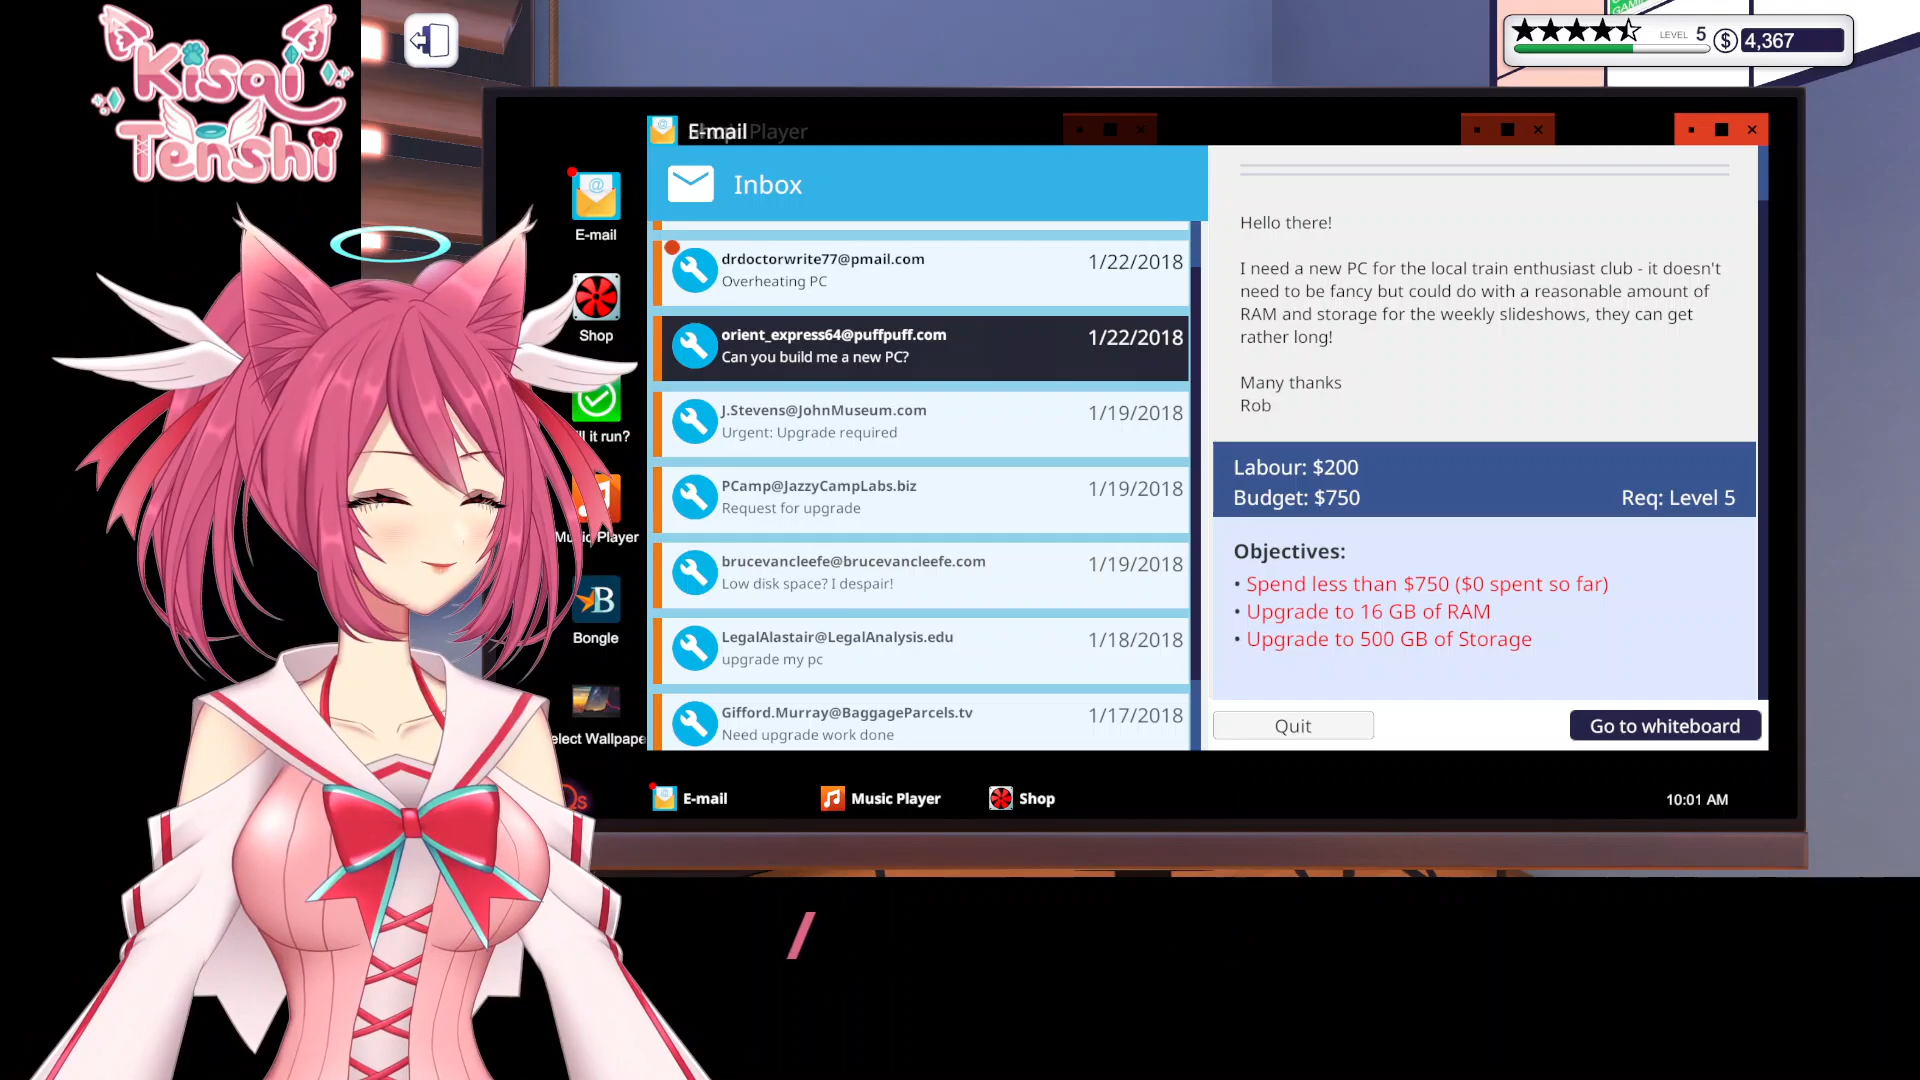 Kisai
Tenshi
LEVEL 5
$ 4,367
E-mail
Player
Inbox
drdoctorwrite77@pmail.com
1/22/2018
Overheating PC
orient_express64@puffpuff.com
1/22/2018
Can you build me a new PC?
J.Stevens@JohnMuseum.com
1/19/2018
Urgent: Upgrade required
PCamp@JazzyCampLabs.biz
1/19/2018
Request for upgrade
brucevancleefe@brucevancleefe.com
1/19/2018
Low disk space? I despair!
LegalAlastair@LegalAnalysis.edu
1/18/2018
upgrade my pc
Gifford.Murray@BaggageParcels.tv
1/17/2018
Need upgrade work done
Hello there!
I need a new PC for the local train enthusiast club - it doesn't
need to be fancy but could do with a reasonable amount of
RAM and storage for the weekly slideshows, they can get
rather long!
Many thanks
Rob
Labour: $200
Budget: $750
Req: Level 5
Objectives:
• Spend less than $750 ($0 spent so far)
• Upgrade to 16 GB of RAM
• Upgrade to 500 GB of Storage
Quit
Go to whiteboard
E-mail
Shop
ll it run?
Music Player
B
Bongle
elect Wallpape
E-mail
Music Player
Shop
10:01 AM